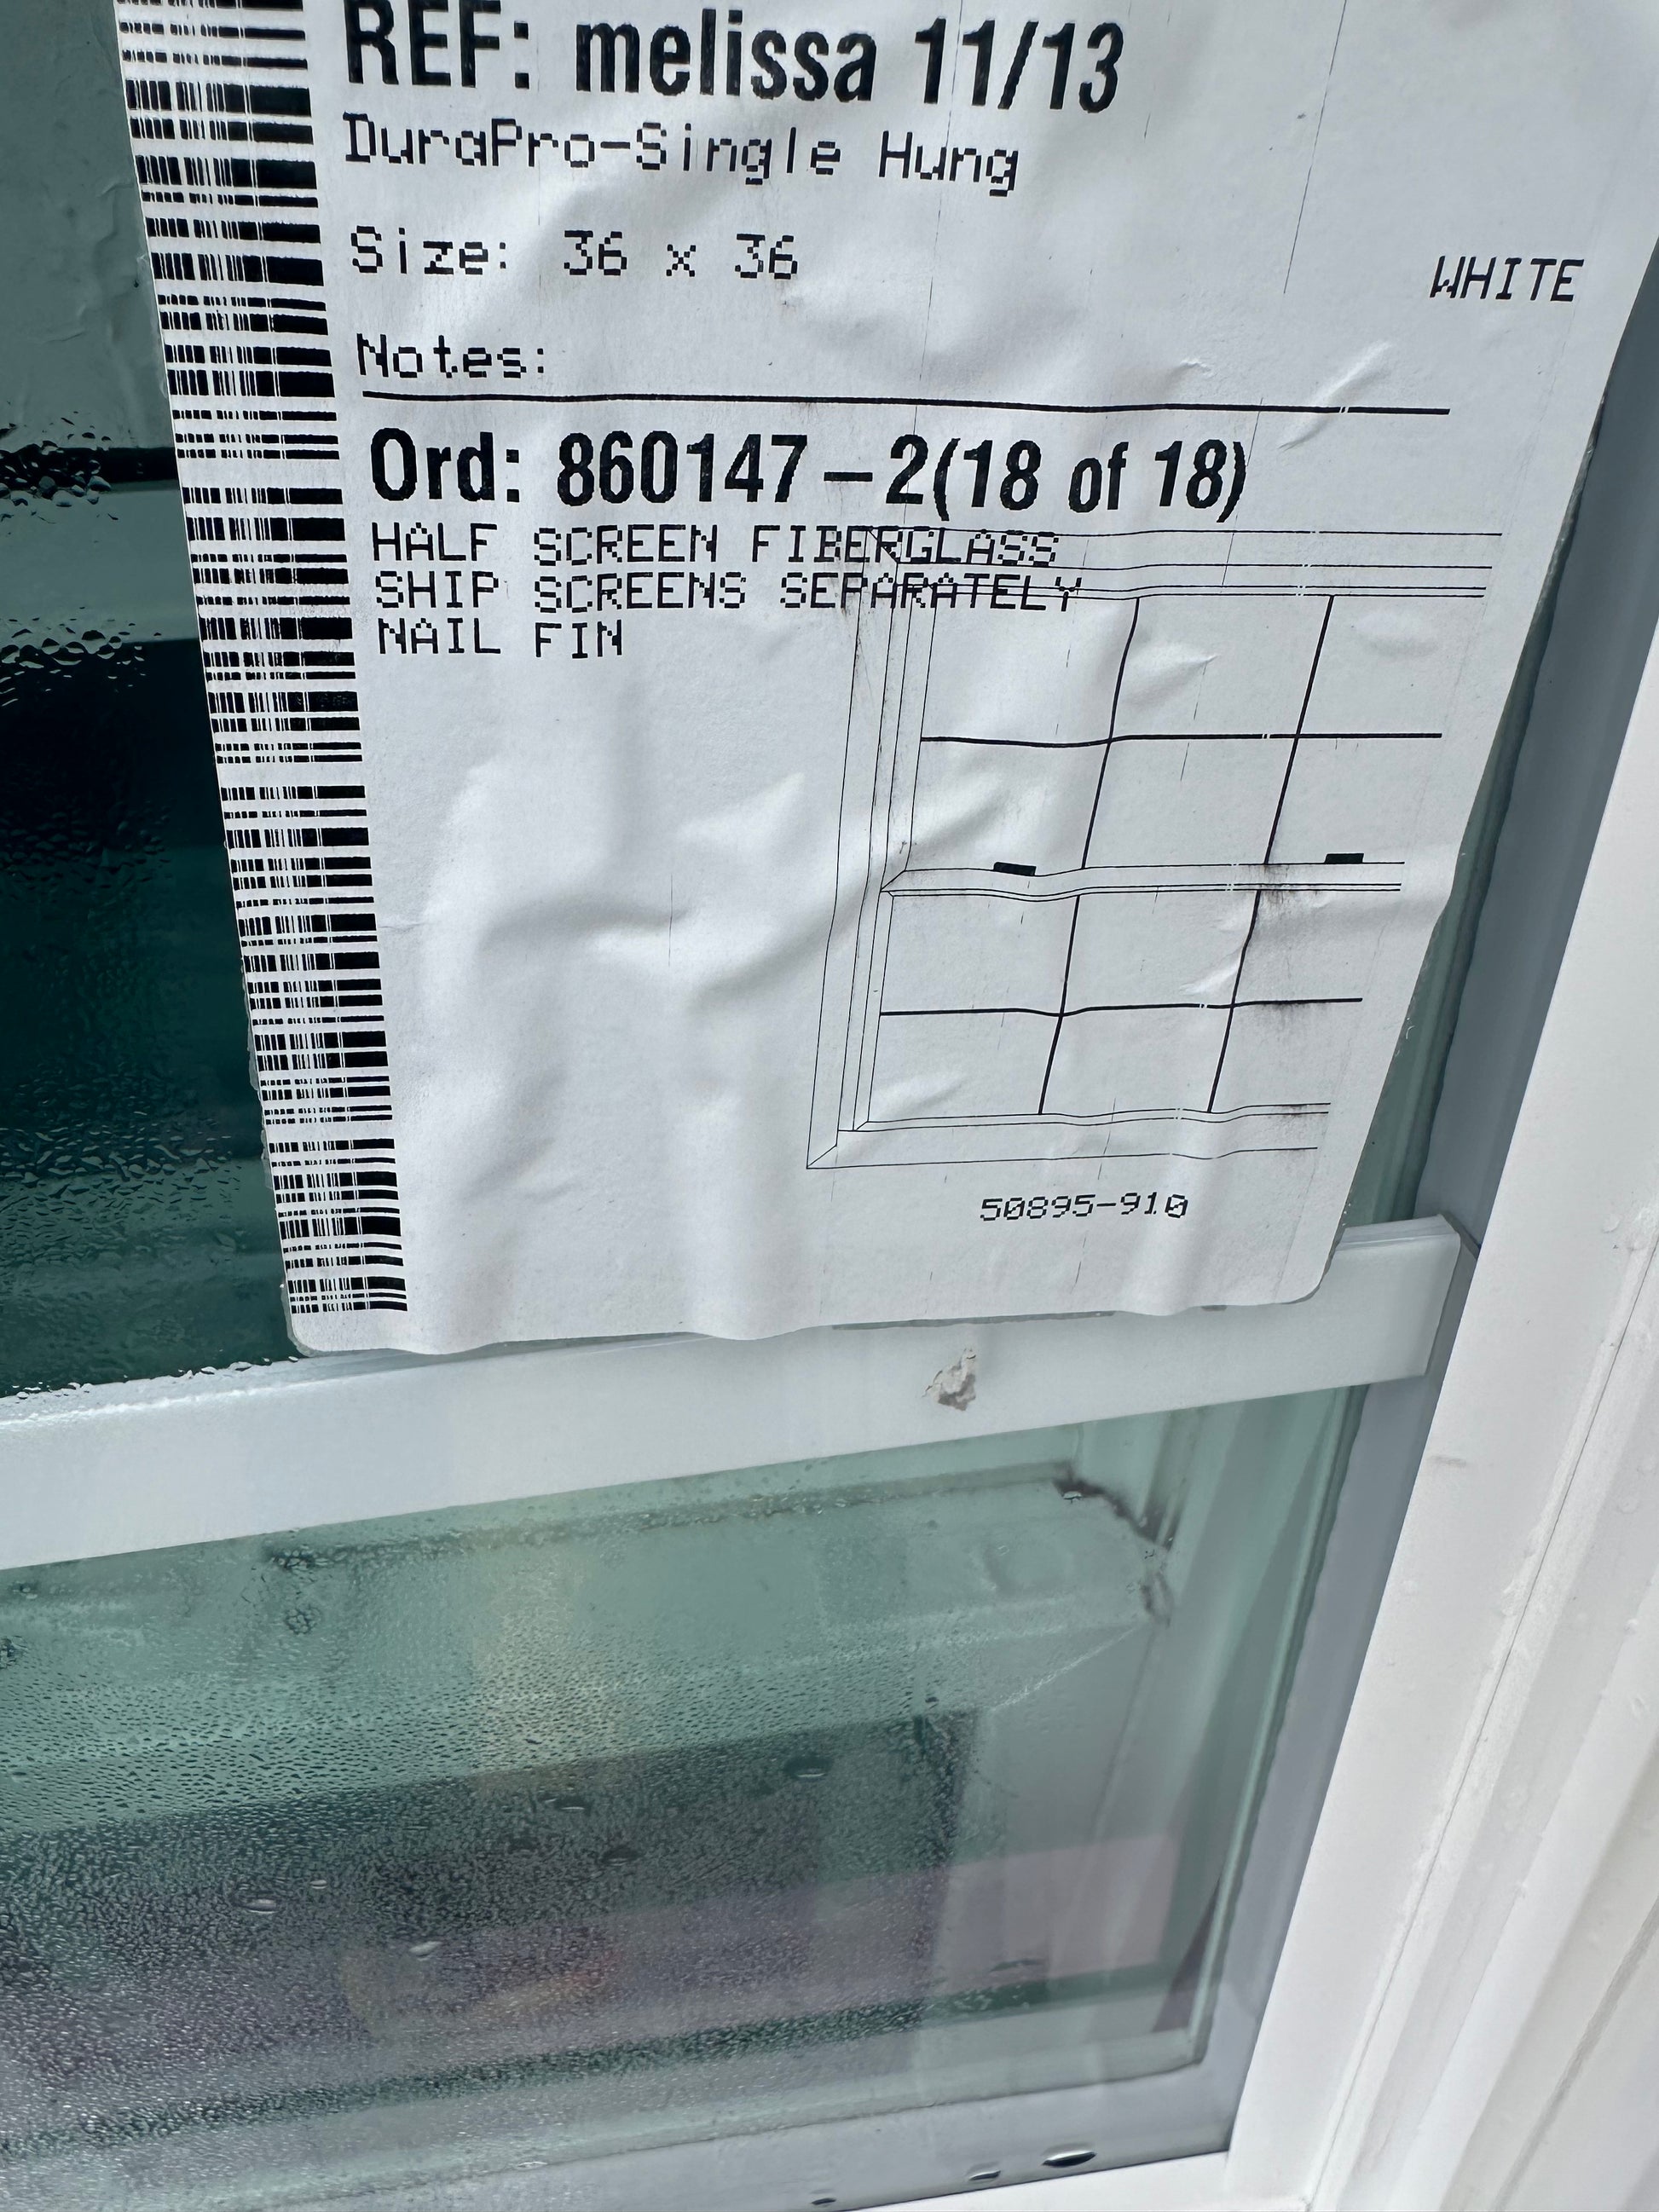 REF: melissa 11/13
DuraPro-Single Hung
Size: 36 x 36
WHITE
Notes:
Ord: 860147-2(18 of 18)
HALF SCREEN FIBERGLASS
SHIP SCREENS SEPARATELY
NAIL FIN
50895-910